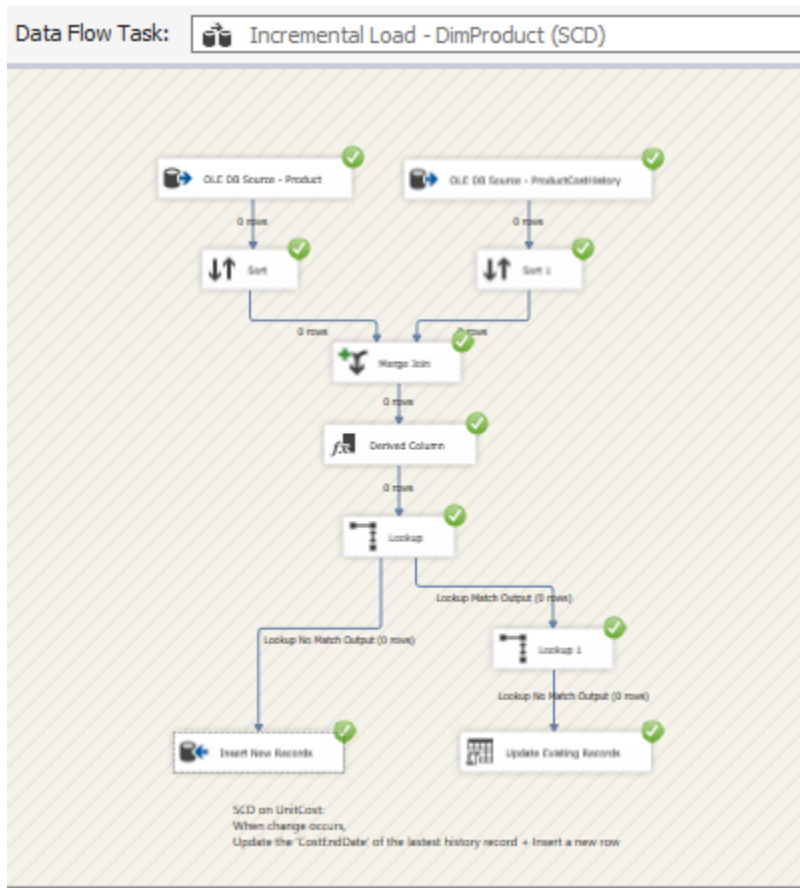 Data Flow Task: Incremental Load - DimProduct (SCD)
OLE DB Source - Product
OLE DB Source - ProductCostHistory
0 rows
0 rows
Sort
Sort 1
0 rows
0 rows
Merge Join
0 rows
fx
Derived Column
0 rows
Lookup
Lookup Match Output (0 rows)
Lookup No Match Output (0 rows)
Lookup 1
Lookup No Match Output (0 rows)
Insert New Records
Update Existing Records
SCD on UnitCost:
When change occurs,
Update the 'CostEndDate' of the lastest history record + Insert a new row